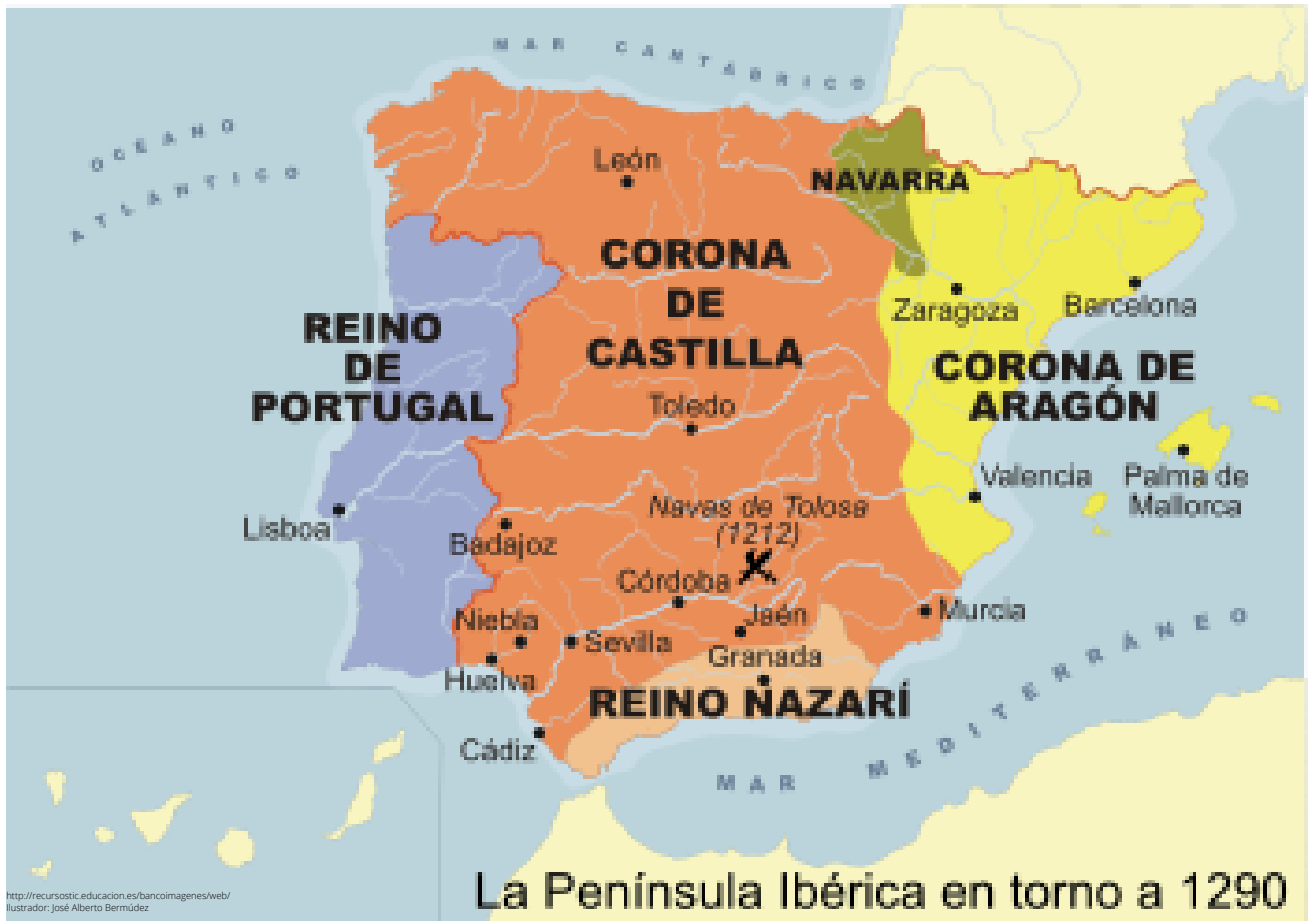 MAR CANTÁBRICO
OCÉANO
ATLÁNTICO
León
NAVARRA
CORONA
DE
CASTILLA
Zaragoza
Barcelona
REINO
DE
PORTUGAL
CORONA DE
ARAGÓN
Toledo
Valencia
Palma de
Mallorca
Navas de Tolosa
(1212)
Lisboa
Badajoz
Córdoba
Niebla
Jaén
Murcia
Sevilla
Granada
Huelva
REINO NAZARÍ
Cádiz
MAR MEDITERRÁNEO
http://recursostic.educacion.es/bancoimagenes/web/
Ilustrador: José Alberto Bermúdez
La Península Ibérica en torno a 1290